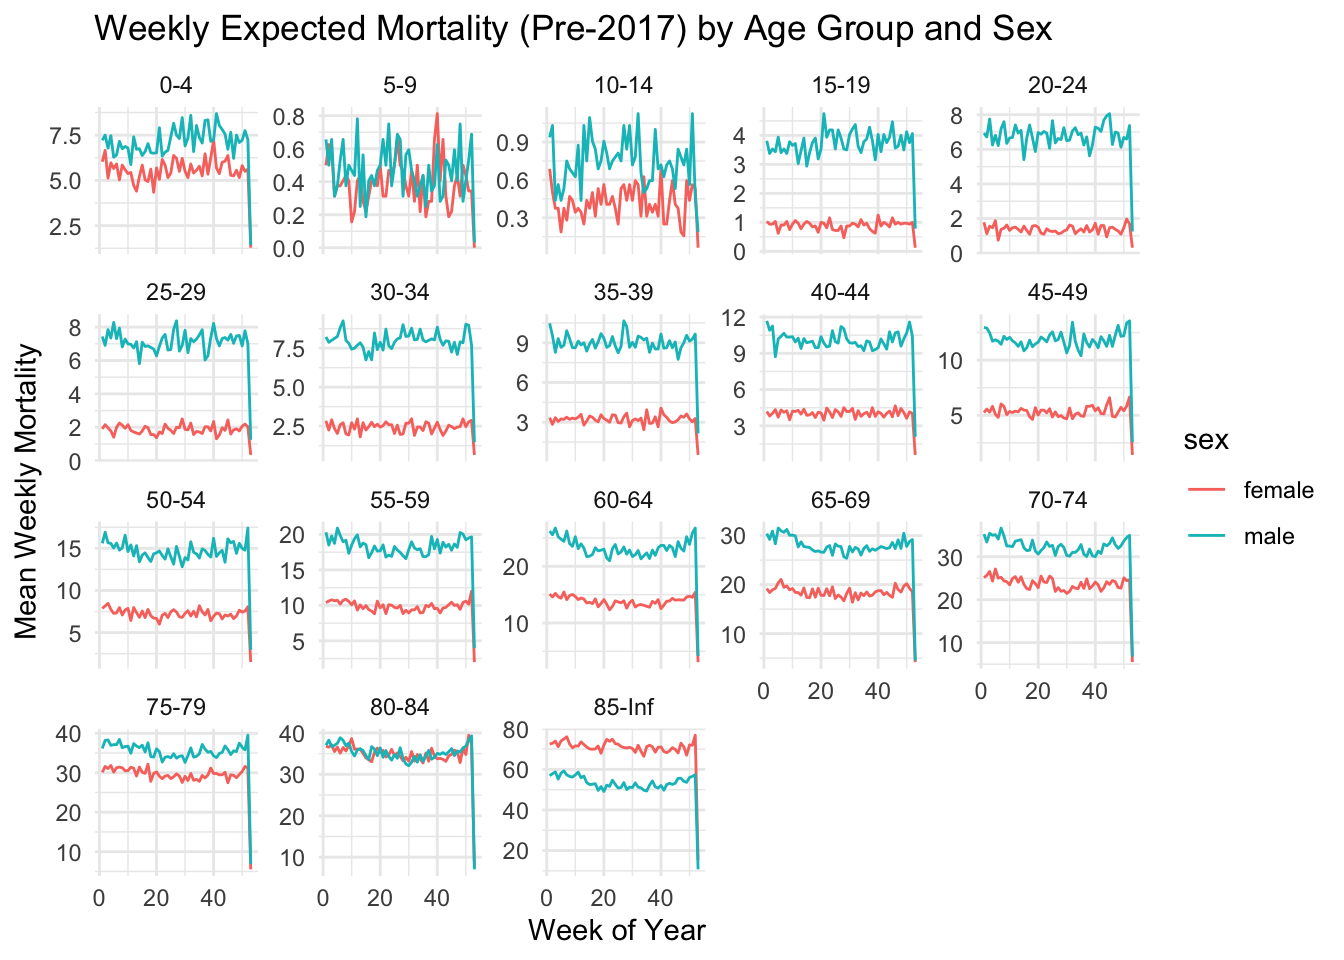 Weekly Expected Mortality (Pre-2017) by Age Group and Sex
0-4 5-9 10-14 15-19 20-24
7.5 5.0 2.5
0.8 0.6 0.4 0.2 0.0
0.9 0.6 0.3
4 3 2 1 0
8 6 4 2 0
25-29 30-34 35-39 40-44 45-49
8 6 4 2 0
7.5 5.0 2.5
9 6 3
12 9 6 3
10 5
50-54 55-59 60-64 65-69 70-74
15 10 5
20 15 10 5
20 10
30 20 10
30 20 10
0 20 40 0 20 40
75-79 80-84 85-Inf
40 30 20 10
40 30 20 10
80 60 40 20
0 20 40 0 20 40 0 20 40
Week of Year
Mean Weekly Mortality
sex
female
male